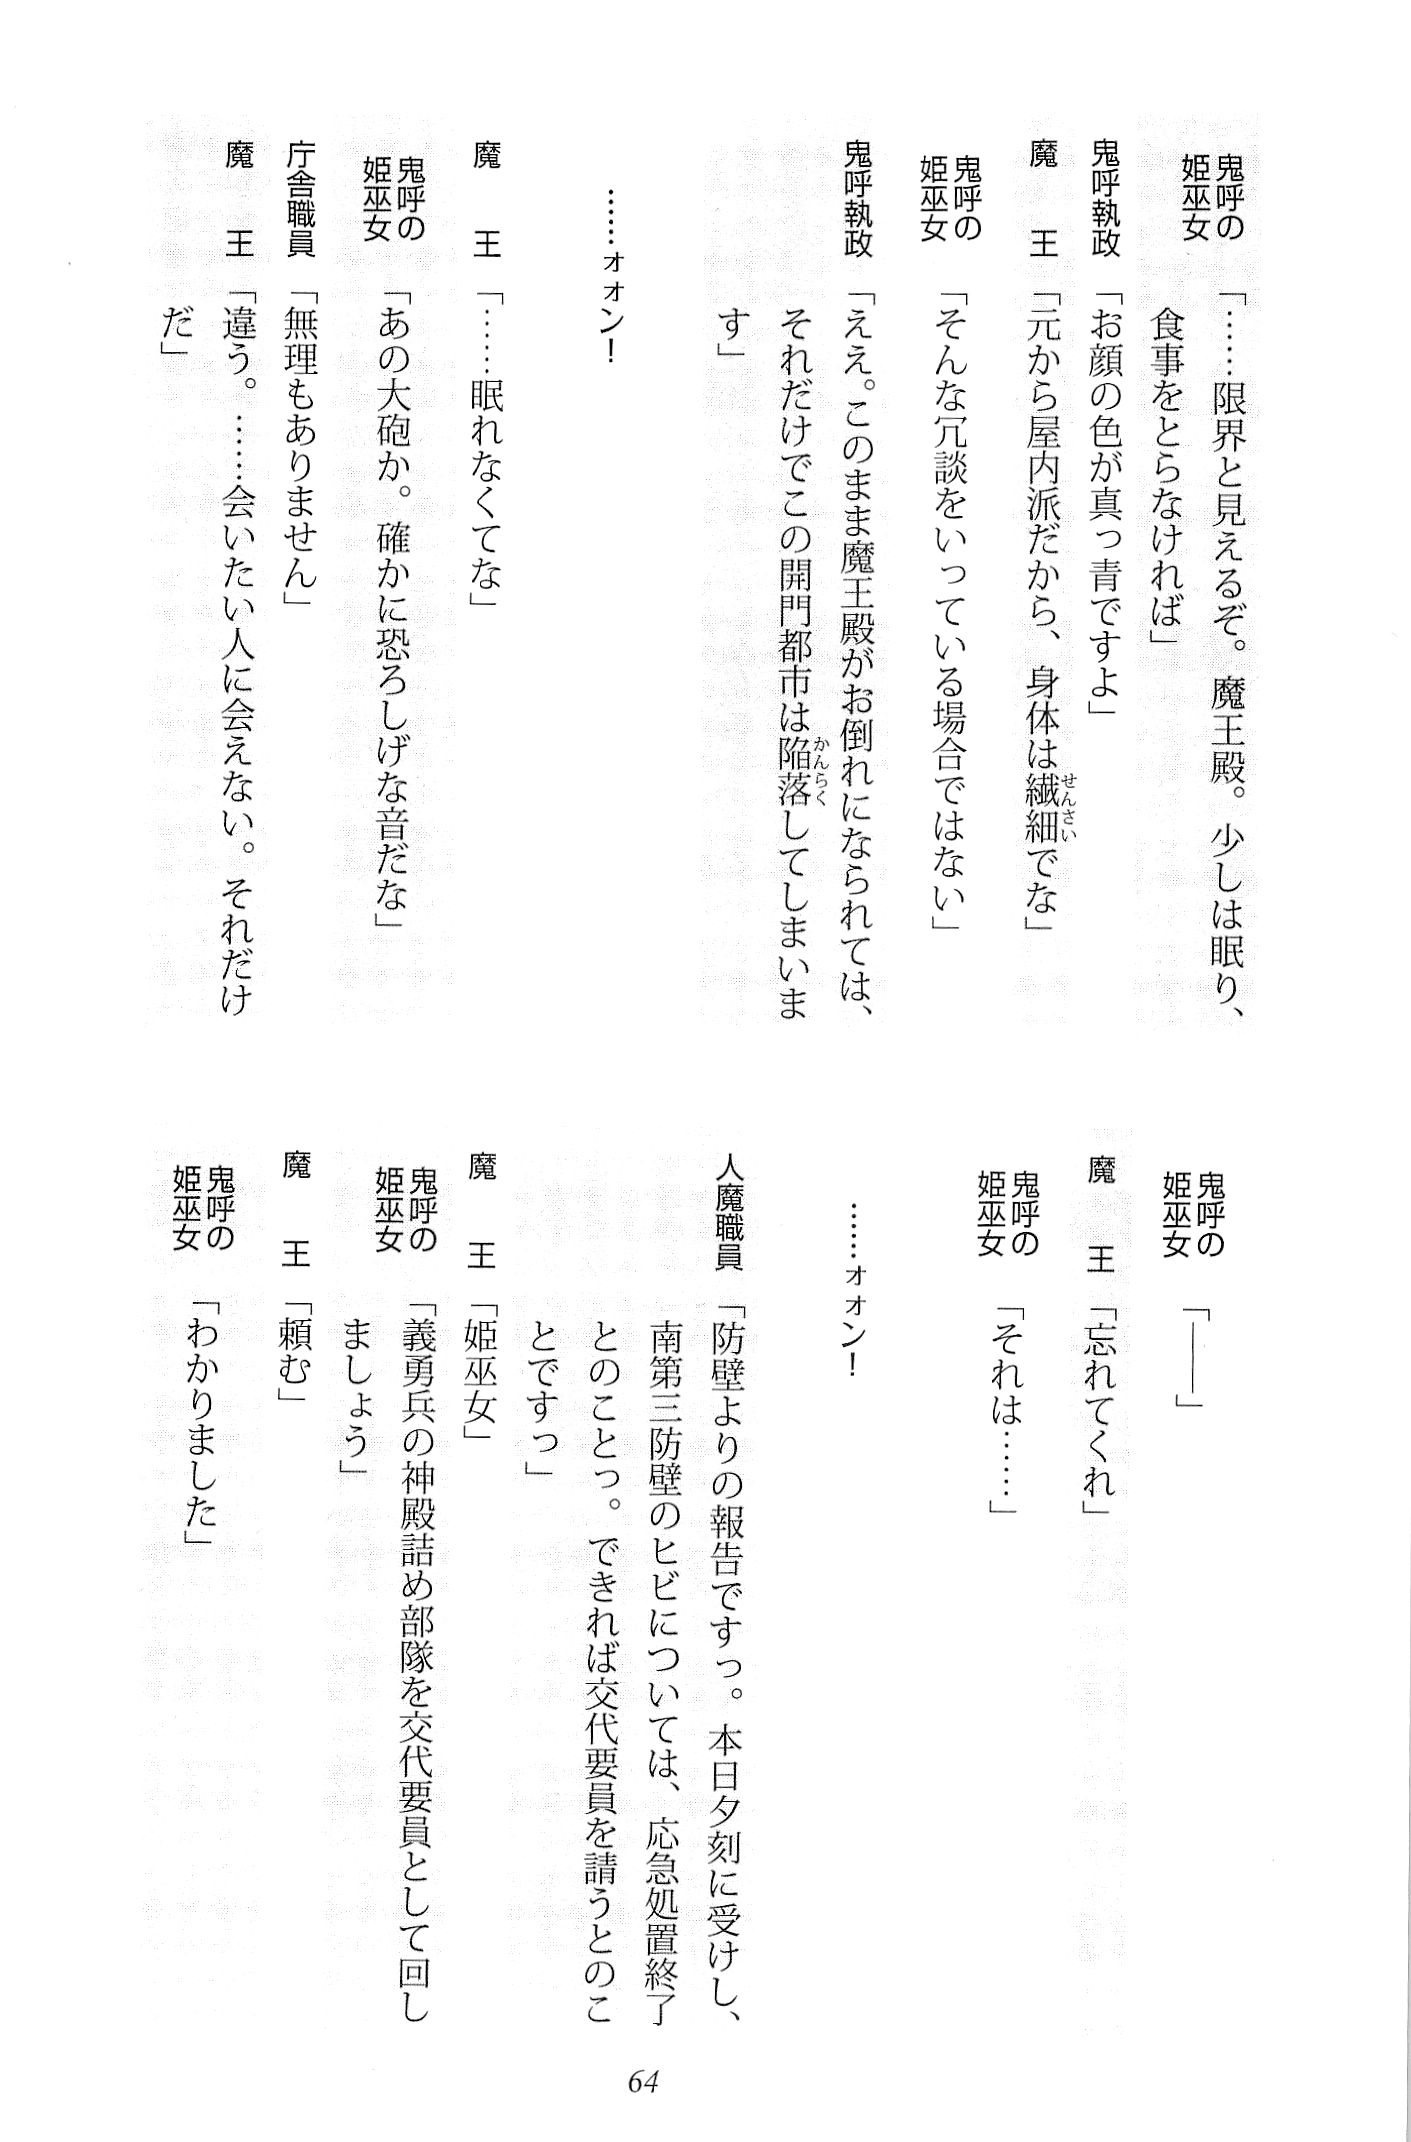 鬼呼の姫巫女「……限界と見えるぞ。魔王殿。少しは眠り、
食事をとらなければ」
鬼呼執政「お顔の色が真っ青ですよ」
魔王「元から屋内派だから、身体は繊細でな」
鬼呼の姫巫女「そんな冗談をいっている場合ではない」
鬼呼執政「ええ。このまま魔王殿がお倒れになられては、
それだけでこの開門都市は陥落してしまいま
す」
……ォォン！
魔王「……眠れなくてな」
鬼呼の姫巫女「あの大砲か。確かに恐ろしげな音だな」
庁舎職員「無理もありません」
魔王「違う。……会いたい人に会えない。それだけ
だ」
鬼呼の姫巫女「――」
魔王「忘れてくれ」
鬼呼の姫巫女「それは……」
……ォォン！
人魔職員「防壁よりの報告ですっ。本日夕刻に受けし、
南第三防壁のヒビについては、応急処置終了
とのことっ。できれば交代要員を請うとのこ
とですっ」
魔王「姫巫女」
鬼呼の姫巫女「義勇兵の神殿詰め部隊を交代要員として回し
ましょう」
魔王「頼む」
鬼呼の姫巫女「わかりました」
64